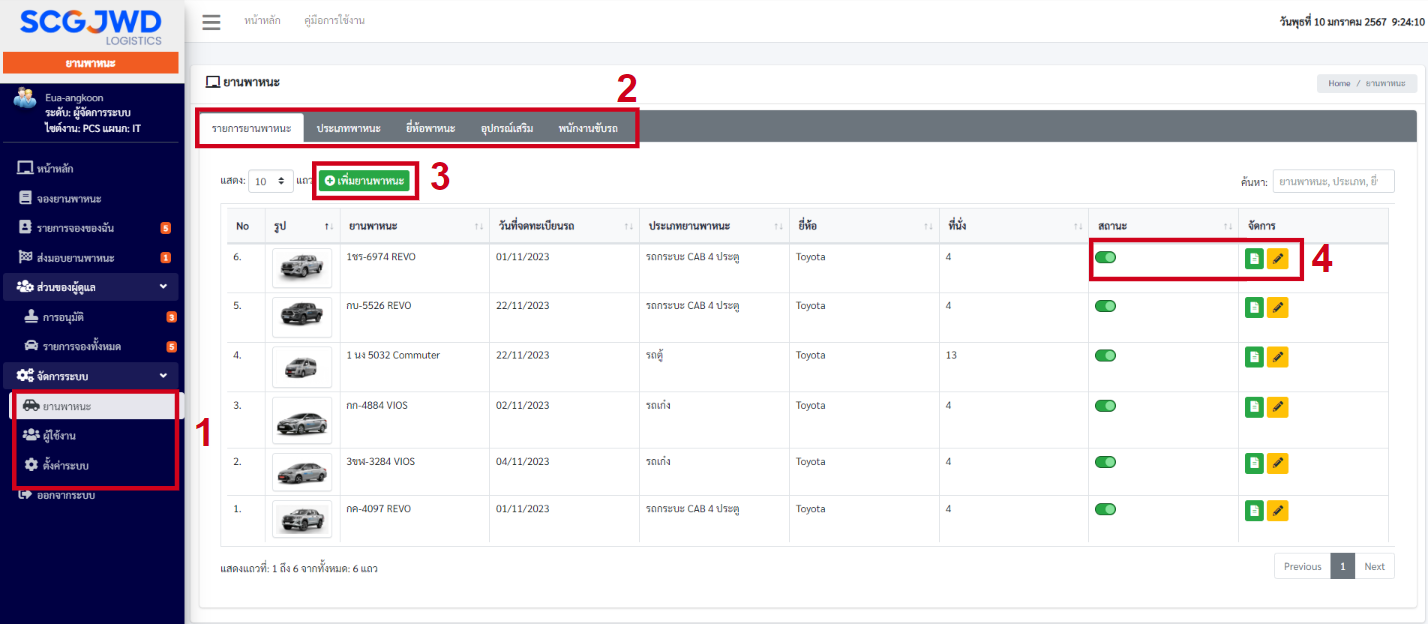 SCGJWD
LOGISTICS
ยานพาหนะ
Eua-angkoon
ระดับ: ผู้จัดการระบบ
ไซต์งาน: PCS แผนก: IT
หน้าหลัก
จองยานพาหนะ
รายการจองของฉัน 5
ส่งมอบยานพาหนะ 1
ส่วนของผู้ดูแล
การอนุมัติ 3
รายการจองทั้งหมด 5
จัดการระบบ
ยานพาหนะ
ผู้ใช้งาน
ตั้งค่าระบบ
1
ออกจากระบบ
หน้าหลัก คู่มือการใช้งาน
วันพุธที่ 10 มกราคม 2567 9:24:10
ยานพาหนะ
Home / ยานพาหนะ
2
รายการยานพาหนะ ประเภทพาหนะ ยี่ห้อพาหนะ อุปกรณ์เสริม พนักงานขับรถ
แสดง: 10 แถว เพิ่มยานพาหนะ 3
ค้นหา: ยานพาหนะ, ประเภท, ยี่
No รูป ยานพาหนะ วันที่จดทะเบียนรถ ประเภทยานพาหนะ ยี่ห้อ ที่นั่ง สถานะ จัดการ
6. 1ขร-6974 REVO 01/11/2023 รถกระบะ CAB 4 ประตู Toyota 4
4
5. กบ-5526 REVO 22/11/2023 รถกระบะ CAB 4 ประตู Toyota 4
4. 1 นง 5032 Commuter 22/11/2023 รถตู้ Toyota 13
3. กก-4884 VIOS 02/11/2023 รถเก่ง Toyota 4
2. 3ขฬ-3284 VIOS 04/11/2023 รถเก่ง Toyota 4
1. กค-4097 REVO 01/11/2023 รถกระบะ CAB 4 ประตู Toyota 4
แสดงแถวที่: 1 ถึง 6 จากทั้งหมด: 6 แถว
Previous 1 Next